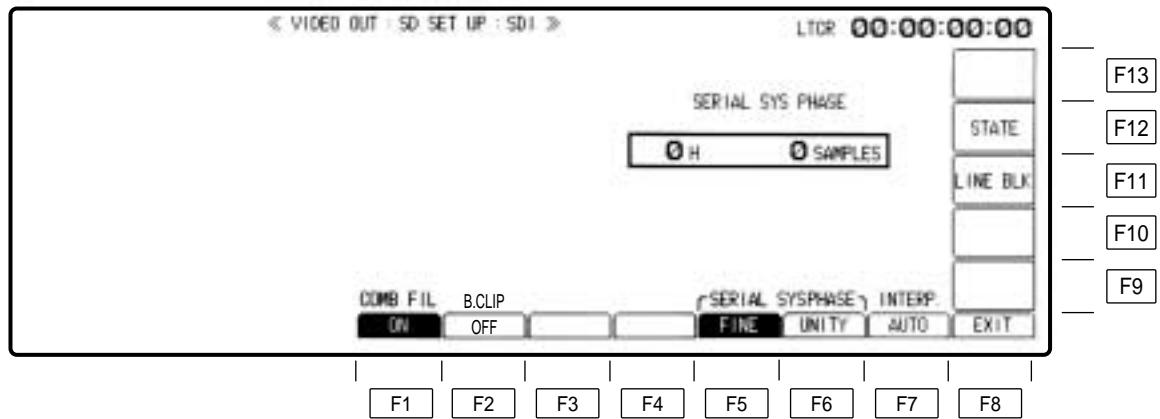 ≪ VIDEO OUT : SD SET UP : SDI ≫
LTCR 00:00:00:00
F13
SERIAL SYS PHASE
STATE
F12
0 H 0 SAMPLES
LINE BLK
F11
F10
F9
COMB FIL B.CLIP SERIAL SYSPHASE INTERP.
ON OFF FINE UNITY AUTO EXIT
F1 F2 F3 F4 F5 F6 F7 F8